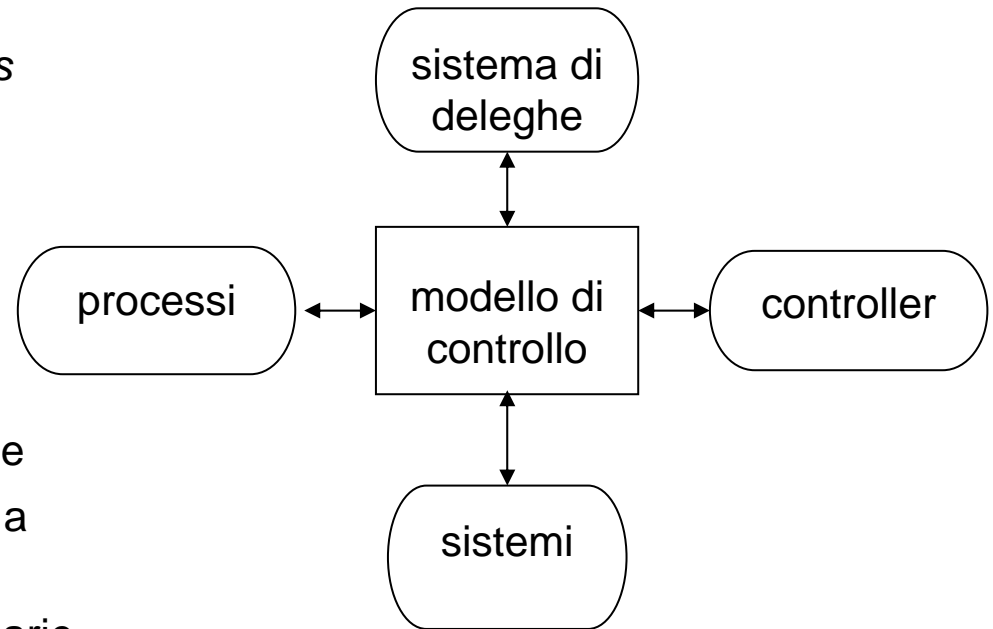 s
sistema di
deleghe
processi
modello di
controllo
controller
e
a
sistemi